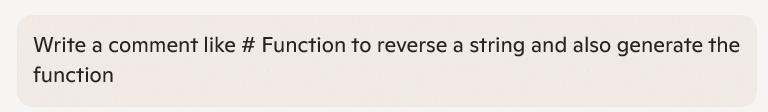 Write a comment like # Function to reverse a string and also generate the
function